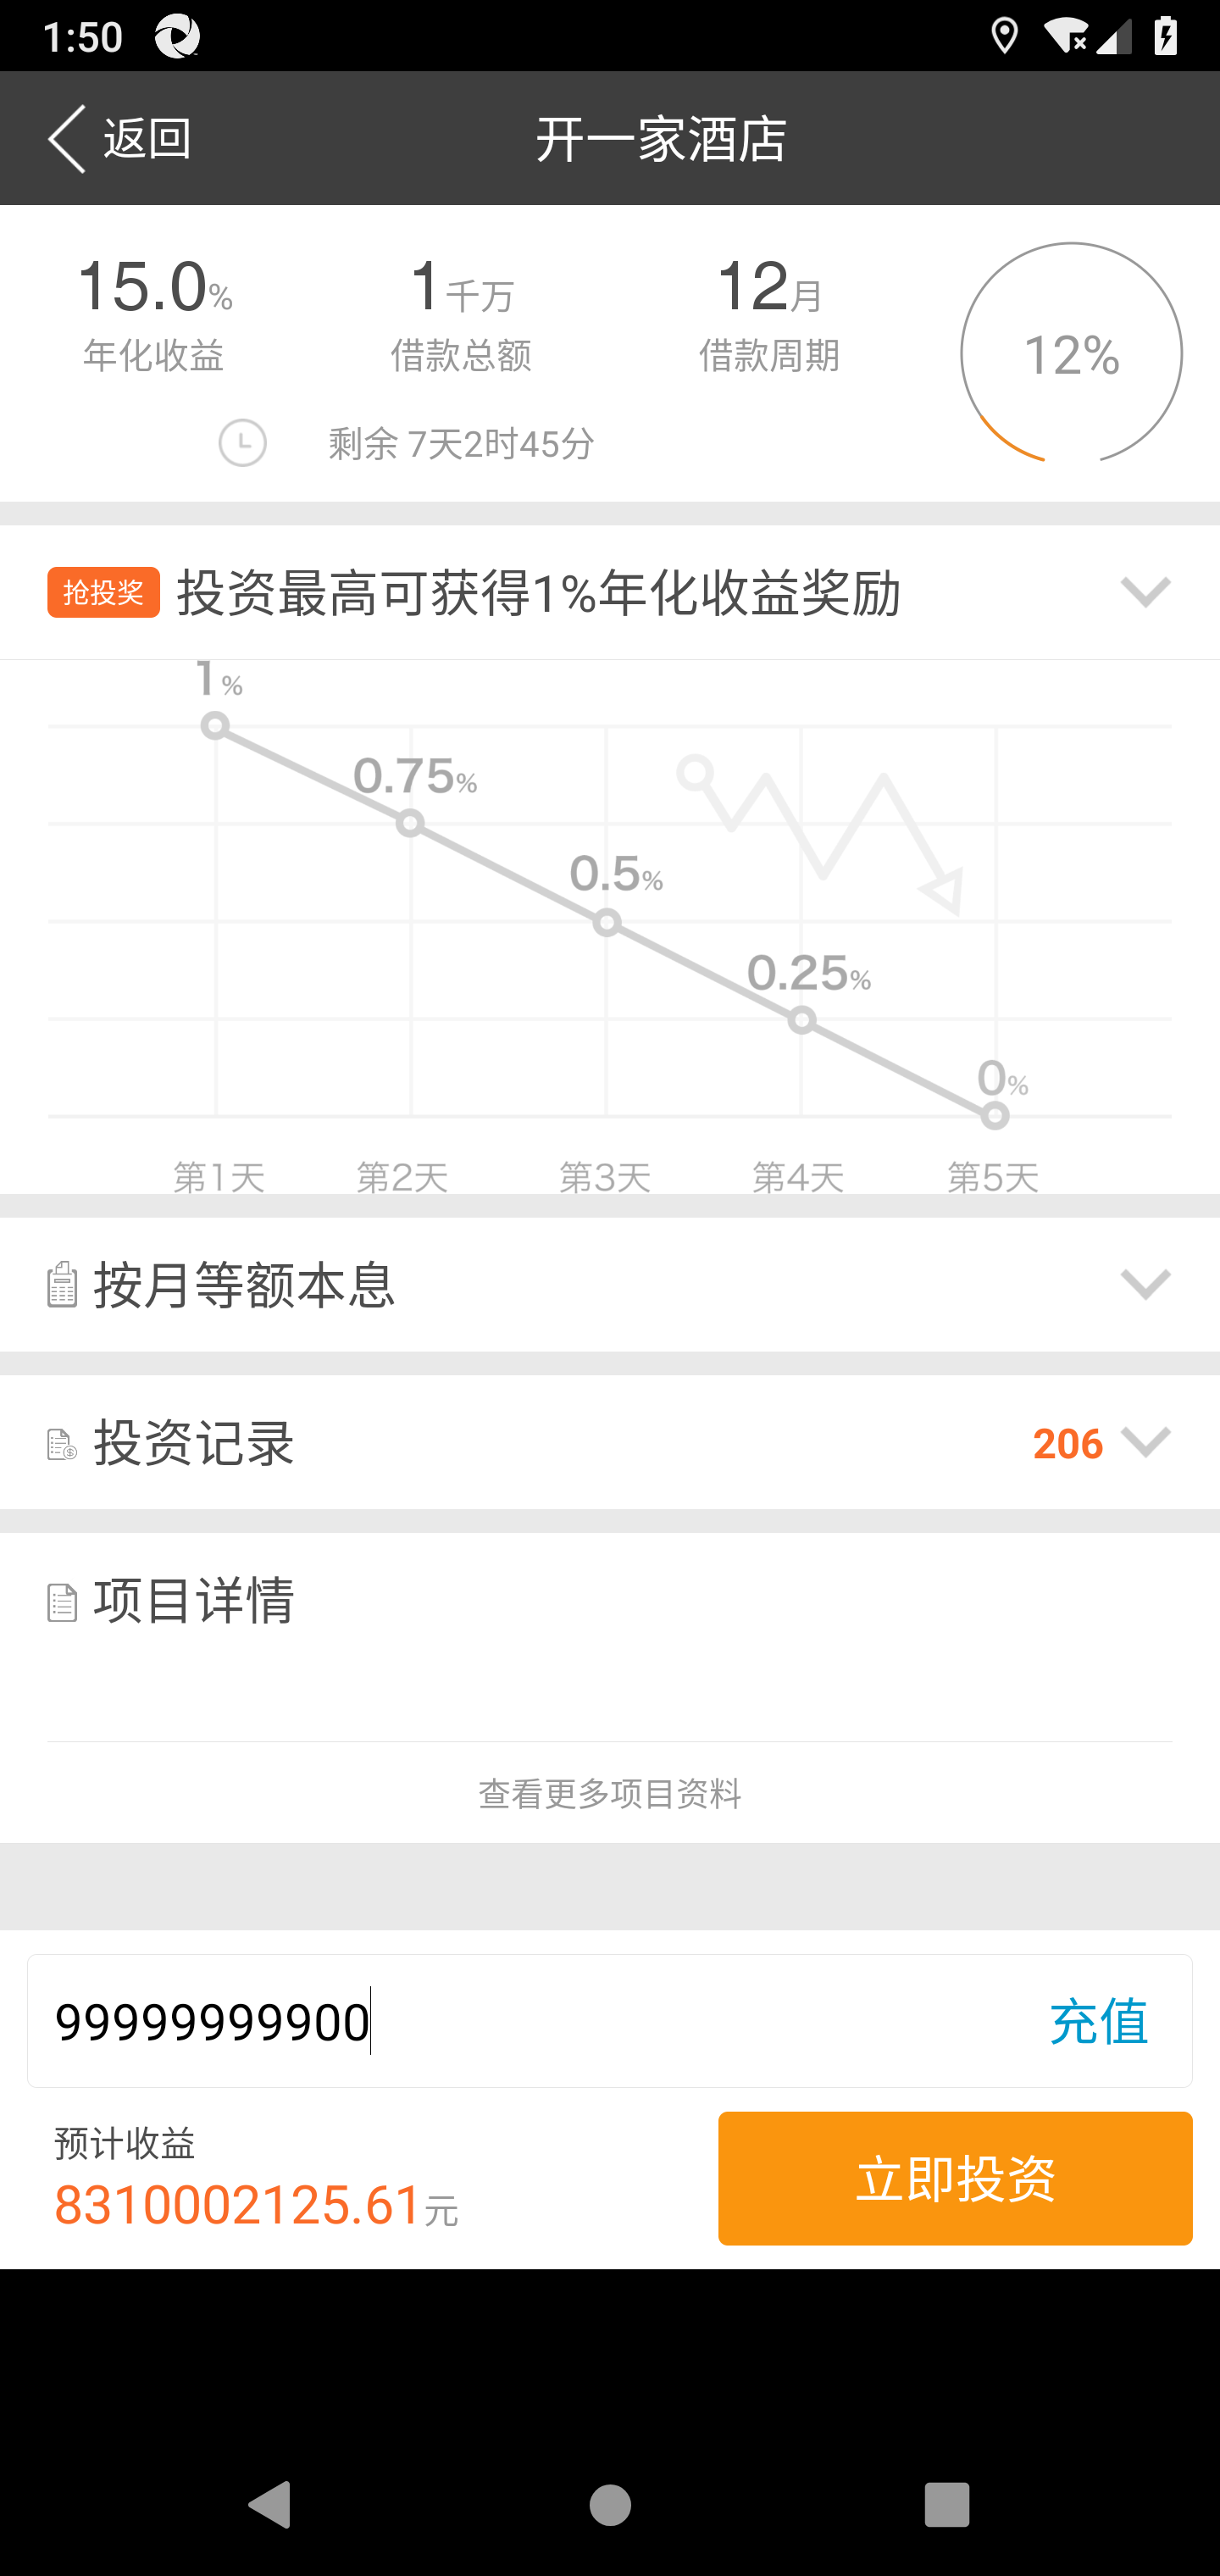 1:50
返回
开一家酒店
15.0%
1千万
12月
年化收益
借款总额
借款周期
12%
剩余 7天2时45分
抢投奖 投资最高可获得1%年化收益奖励
1%
0.75%
0.5%
0.25%
0%
第1天 第2天 第3天 第4天 第5天
按月等额本息
投资记录 206
项目详情
查看更多项目资料
99999999900 充值
预计收益
8310002125.61元
立即投资